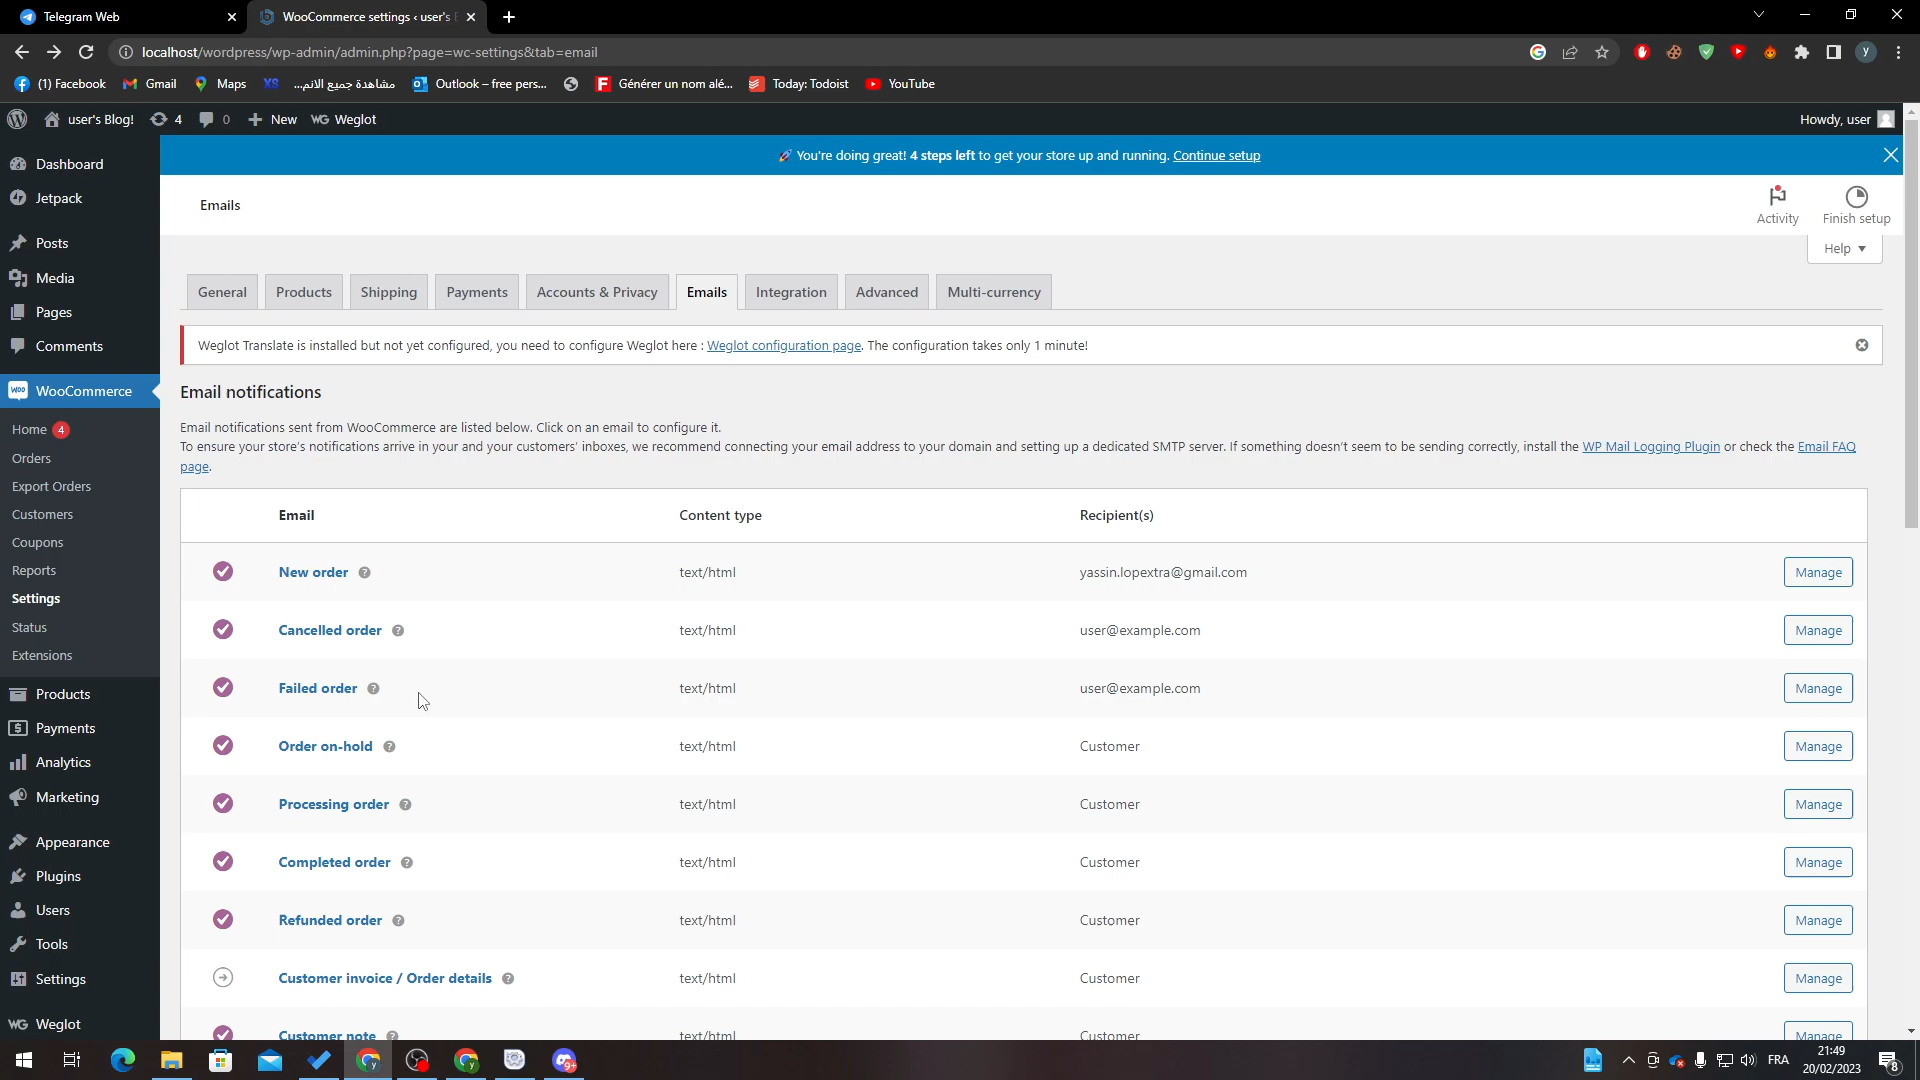 Telegram Web
WooCommerce settings ‹ user's B
localhost/wordpress/wp-admin/admin.php?page=wc-settings&tab=email
y
(1) Facebook
Gmail
Maps
XS
مشاهدة جميع الانم...
Outlook – free pers...
Générer un nom alé...
Today: Todoist
YouTube
user's Blog!
4
0
New
WG Weglot
Howdy, user
You're doing great! 4 steps left to get your store up and running. Continue setup
Emails
Activity
Finish setup
Help
Dashboard
Jetpack
Posts
Media
Pages
Comments
WooCommerce
Home 4
Orders
Export Orders
Customers
Coupons
Reports
Settings
Status
Extensions
Products
Payments
Analytics
Marketing
Appearance
Plugins
Users
Tools
Settings
WG Weglot
General
Products
Shipping
Payments
Accounts & Privacy
Emails
Integration
Advanced
Multi-currency
Weglot Translate is installed but not yet configured, you need to configure Weglot here : Weglot configuration page. The configuration takes only 1 minute!
Email notifications
Email notifications sent from WooCommerce are listed below. Click on an email to configure it.
To ensure your store's notifications arrive in your and your customers' inboxes, we recommend connecting your email address to your domain and setting up a dedicated SMTP server. If something doesn't seem to be sending correctly, install the WP Mail Logging Plugin or check the Email FAQ
page.
Email Content type Recipient(s)
New order text/html yassin.lopextra@gmail.com Manage
Cancelled order text/html user@example.com Manage
Failed order text/html user@example.com Manage
Order on-hold text/html Customer Manage
Processing order text/html Customer Manage
Completed order text/html Customer Manage
Refunded order text/html Customer Manage
Customer invoice / Order details text/html Customer Manage
Customer note text/html Customer Manage
FRA
21:49
20/02/2023
8